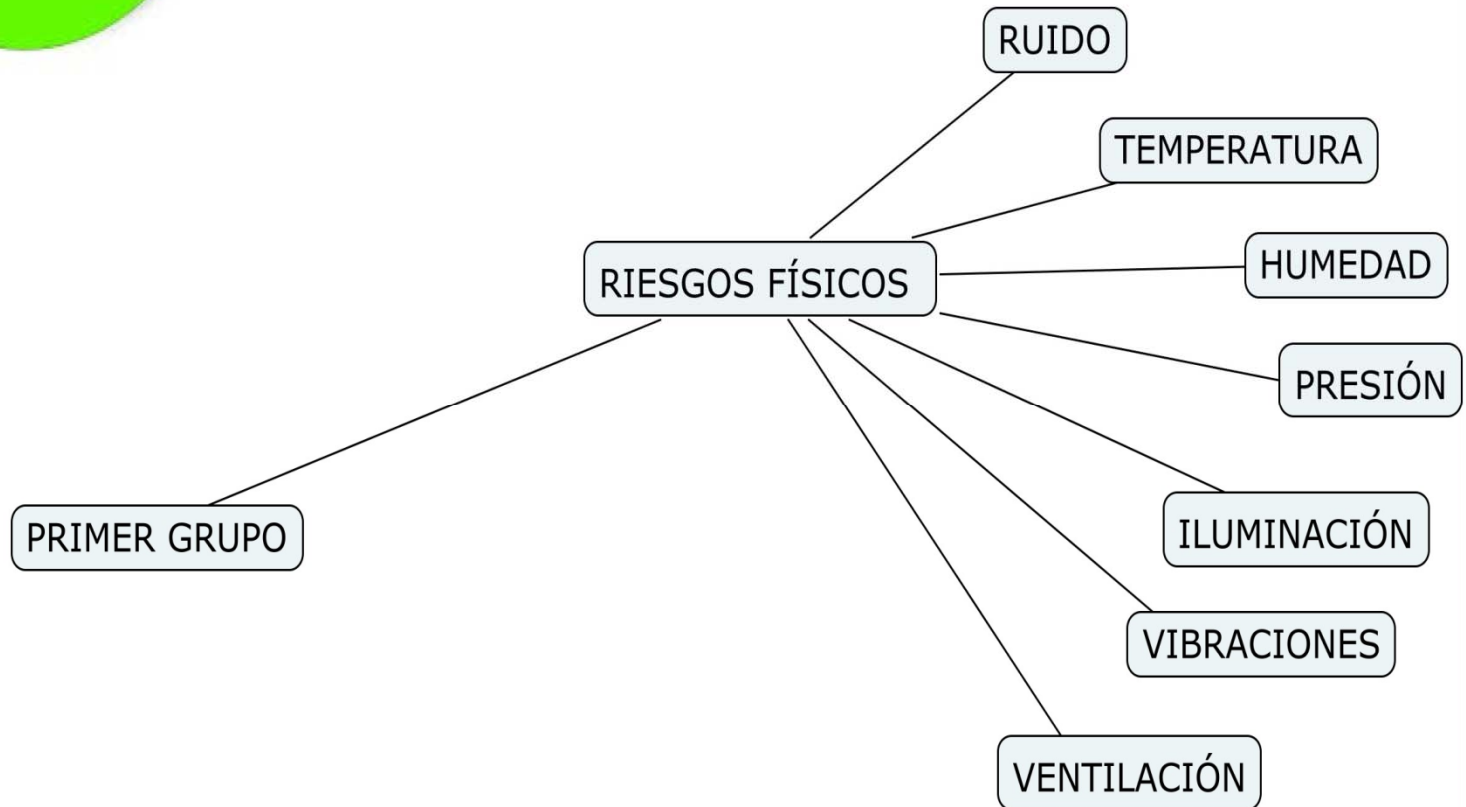 RUIDO
TEMPERATURA
HUMEDAD
RIESGOS FÍSICOS
PRESIÓN
PRIMER GRUPO
ILUMINACIÓN
VIBRACIONES
VENTILACIÓN